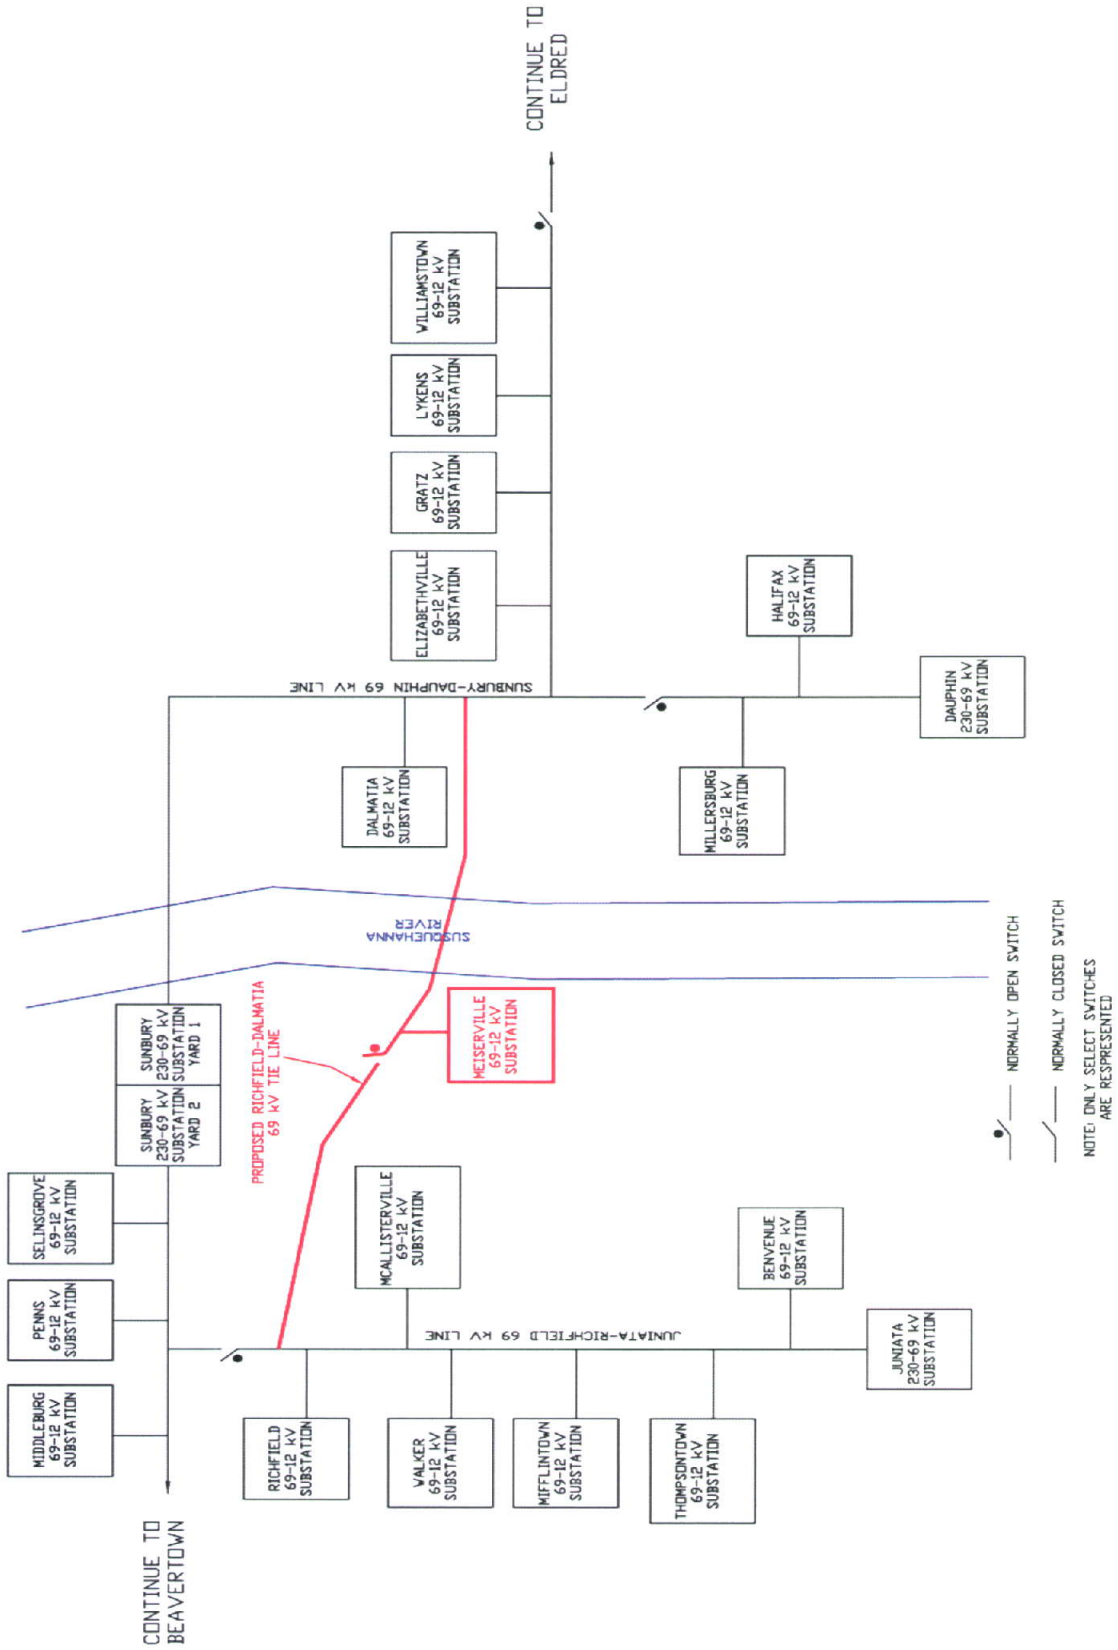 CONTINUE TO
BEAVERTOWN
MIDDLEBURG
69-12 kV
SUBSTATION
PENNS
69-12 kV
SUBSTATION
SELINSGROVE
69-12 kV
SUBSTATION
SUNBURY
230-69 kV
SUBSTATION
YARD 2
SUNBURY
230-69 kV
SUBSTATION
YARD 1
PROPOSED RICHFIELD-DALMATIA
69 kV TIE LINE
RICHFIELD
69-12 kV
SUBSTATION
MCALLISTERVILLE
69-12 kV
SUBSTATION
WALKER
69-12 kV
SUBSTATION
JUNIATA-RICHFIELD 69 KV LINE
MIFFLINTOWN
69-12 kV
SUBSTATION
THOMPSONTOWN
69-12 kV
SUBSTATION
BENVENUE
69-12 kV
SUBSTATION
JUNIATA
230-69 kV
SUBSTATION
MEISERVILLE
69-12 kV
SUBSTATION
SUSQUEHANNA
RIVER
DALMATIA
69-12 kV
SUBSTATION
SUNBURY-DAUPHIN 69 KV LINE
ELIZABETHVILLE
69-12 kV
SUBSTATION
GRATZ
69-12 kV
SUBSTATION
LYKENS
69-12 kV
SUBSTATION
WILLIAMSTOWN
69-12 kV
SUBSTATION
CONTINUE TO
ELDRED
MILLERSBURG
69-12 kV
SUBSTATION
HALIFAX
69-12 kV
SUBSTATION
DAUPHIN
230-69 kV
SUBSTATION
NORMALLY OPEN SWITCH
NORMALLY CLOSED SWITCH
NOTE: ONLY SELECT SWITCHES
ARE RESPRESENTED